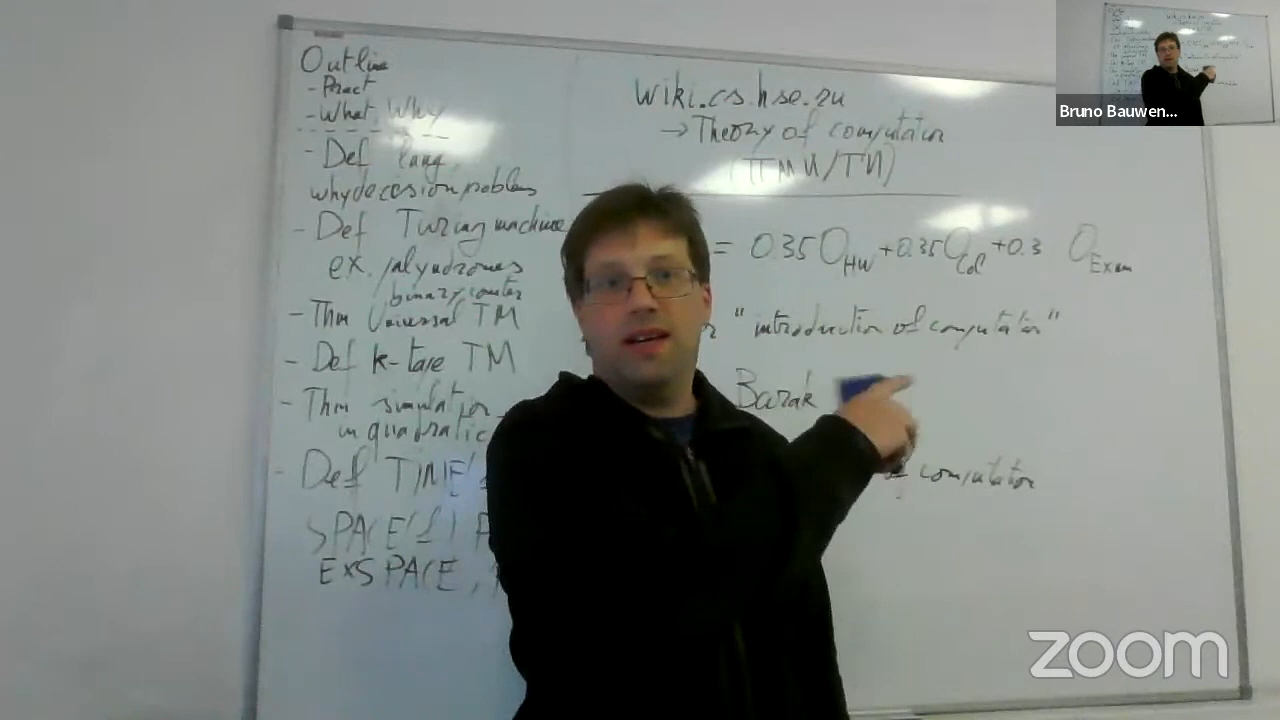 Outline
- Pract
- What, Why
- Def lang
why decision problems
- Def Turing machine
ex. palyndromes
binary counter
- Thm Universal TM
- Def k-tape TM
- Thm simulation
in quadratic
- Def TIME
SPACE
EXSPACE,
wiki.cs.hse.ru
→ Theory of computation
= 0.35 O_HW + 0.35 O_Col + 0.3 O_Exam
"introduction of computation"
Barak
of computation
Bruno Bauwen...
zoom